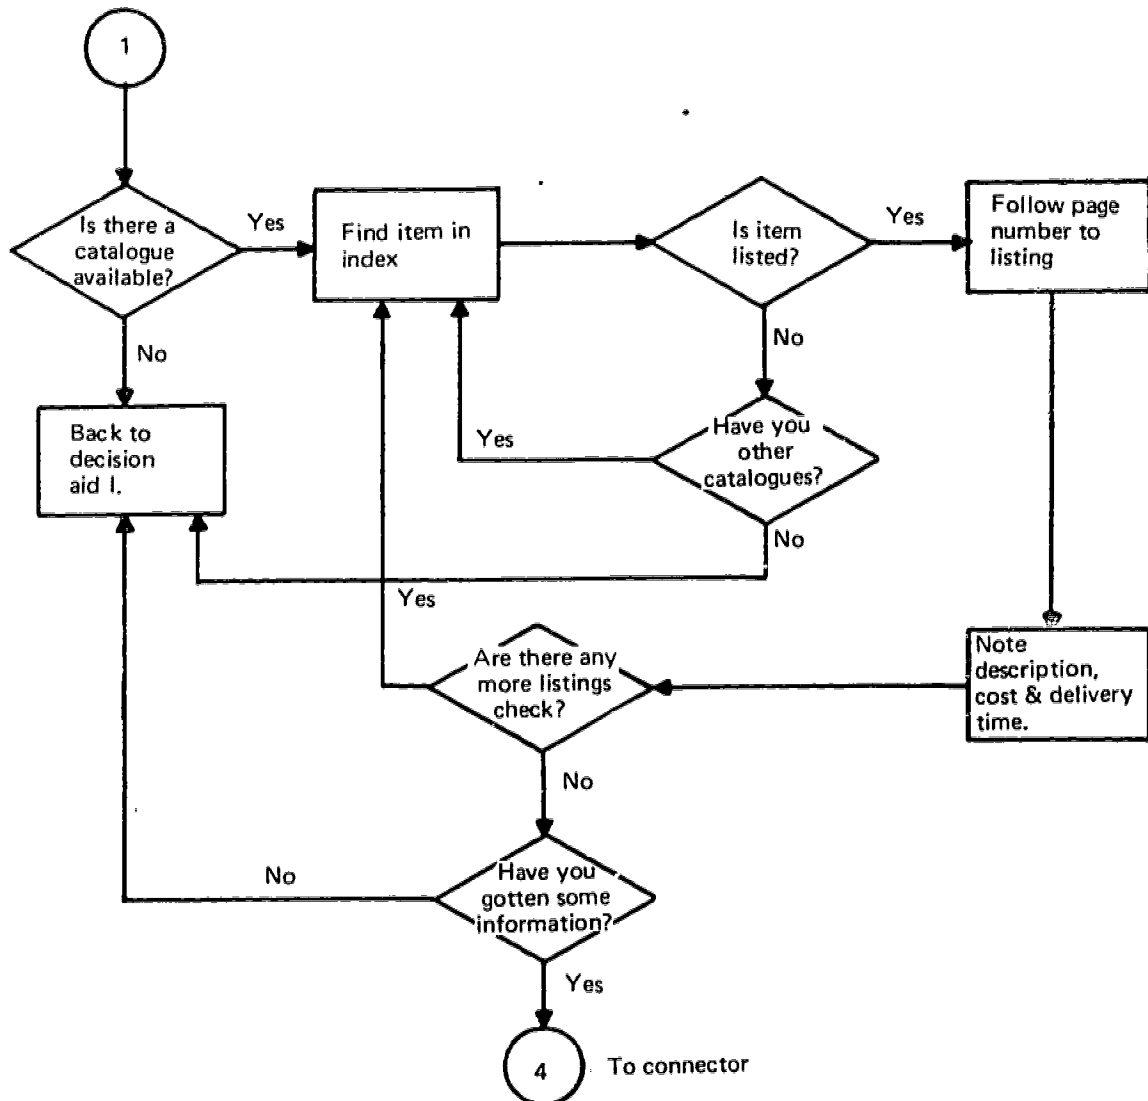 1
Is there a
catalogue
available?
Yes
Find item in
index
Is item
listed?
Yes
Follow page
number to
listing
No
No
Back to
decision
aid I.
Have you
other
catalogues?
Yes
No
Yes
Are there any
more listings
check?
Note
description,
cost & delivery
time.
No
Have you
gotten some
information?
No
Yes
4
To connector